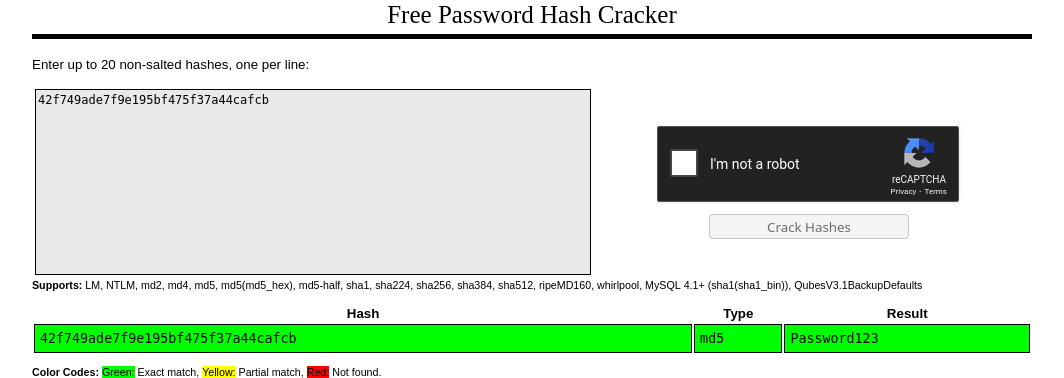 Free Password Hash Cracker
Enter up to 20 non-salted hashes, one per line:
42f749ade7f9e195bf475f37a44cafcb
I'm not a robot
reCAPTCHA
Privacy - Terms
Crack Hashes
Supports: LM, NTLM, md2, md4, md5, md5(md5_hex), md5-half, sha1, sha224, sha256, sha384, sha512, ripeMD160, whirlpool, MySQL 4.1+ (sha1(sha1_bin)), QubesV3.1BackupDefaults
Hash Type Result
42f749ade7f9e195bf475f37a44cafcb md5 Password123
Color Codes: Green: Exact match, Yellow: Partial match, Red: Not found.